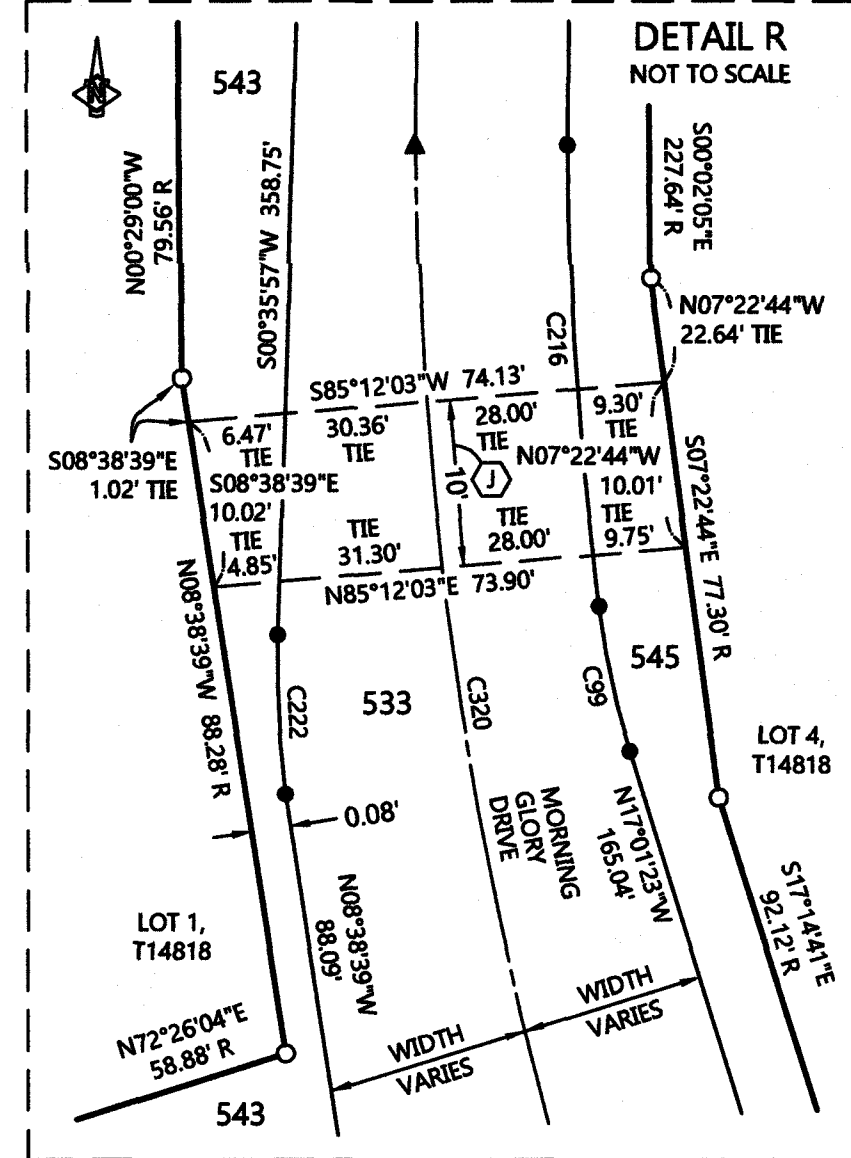 DETAIL R
NOT TO SCALE
N
543
N00°29'00"W
79.56' R
S00°35'57"W 358.75'
S00°02'05"E
227.64' R
C216
N07°22'44"W
22.64' TIE
S85°12'03"W 74.13'
6.47'
TIE
30.36'
TIE
28.00'
TIE
9.30'
TIE
S08°38'39"E
1.02' TIE
S08°38'39"E
10.02'
TIE
10'
J
N07°22'44"W
10.01'
TIE
4.85'
TIE
31.30'
TIE
28.00'
9.75'
N85°12'03"E 73.90'
S07°22'44"E 77.30' R
N08°38'39"W 88.28' R
C222
533
C320
C99
545
LOT 4,
T14818
0.08'
MORNING
GLORY
DRIVE
N17°01'23"W
165.04'
N08°38'39"W
88.09'
S17°14'41"E
92.12' R
LOT 1,
T14818
N72°26'04"E
58.88' R
WIDTH
VARIES
WIDTH
VARIES
543